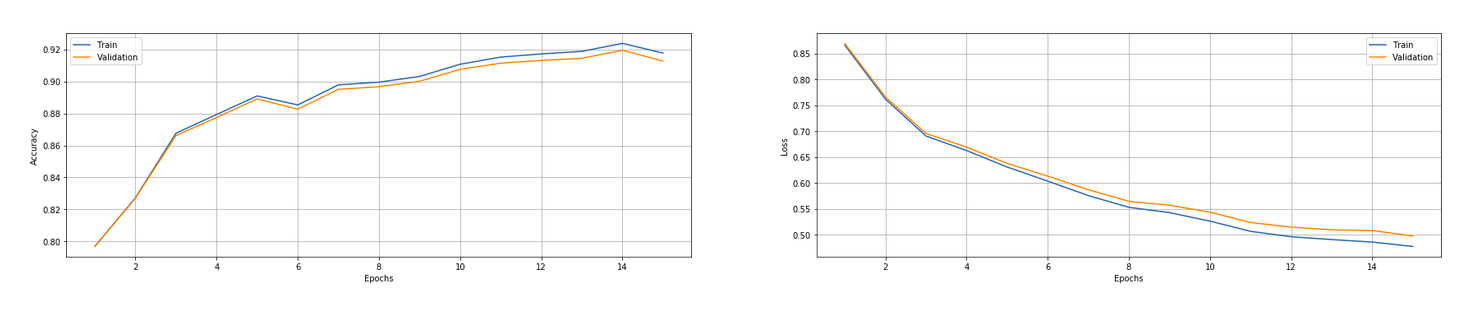 Train
Validation
0.92
0.90
0.88
0.86
0.84
0.82
0.80
Accuracy
2 4 6 8 10 12 14
Epochs
Train
Validation
0.85
0.80
0.75
0.70
0.65
0.60
0.55
0.50
Loss
2 4 6 8 10 12 14
Epochs